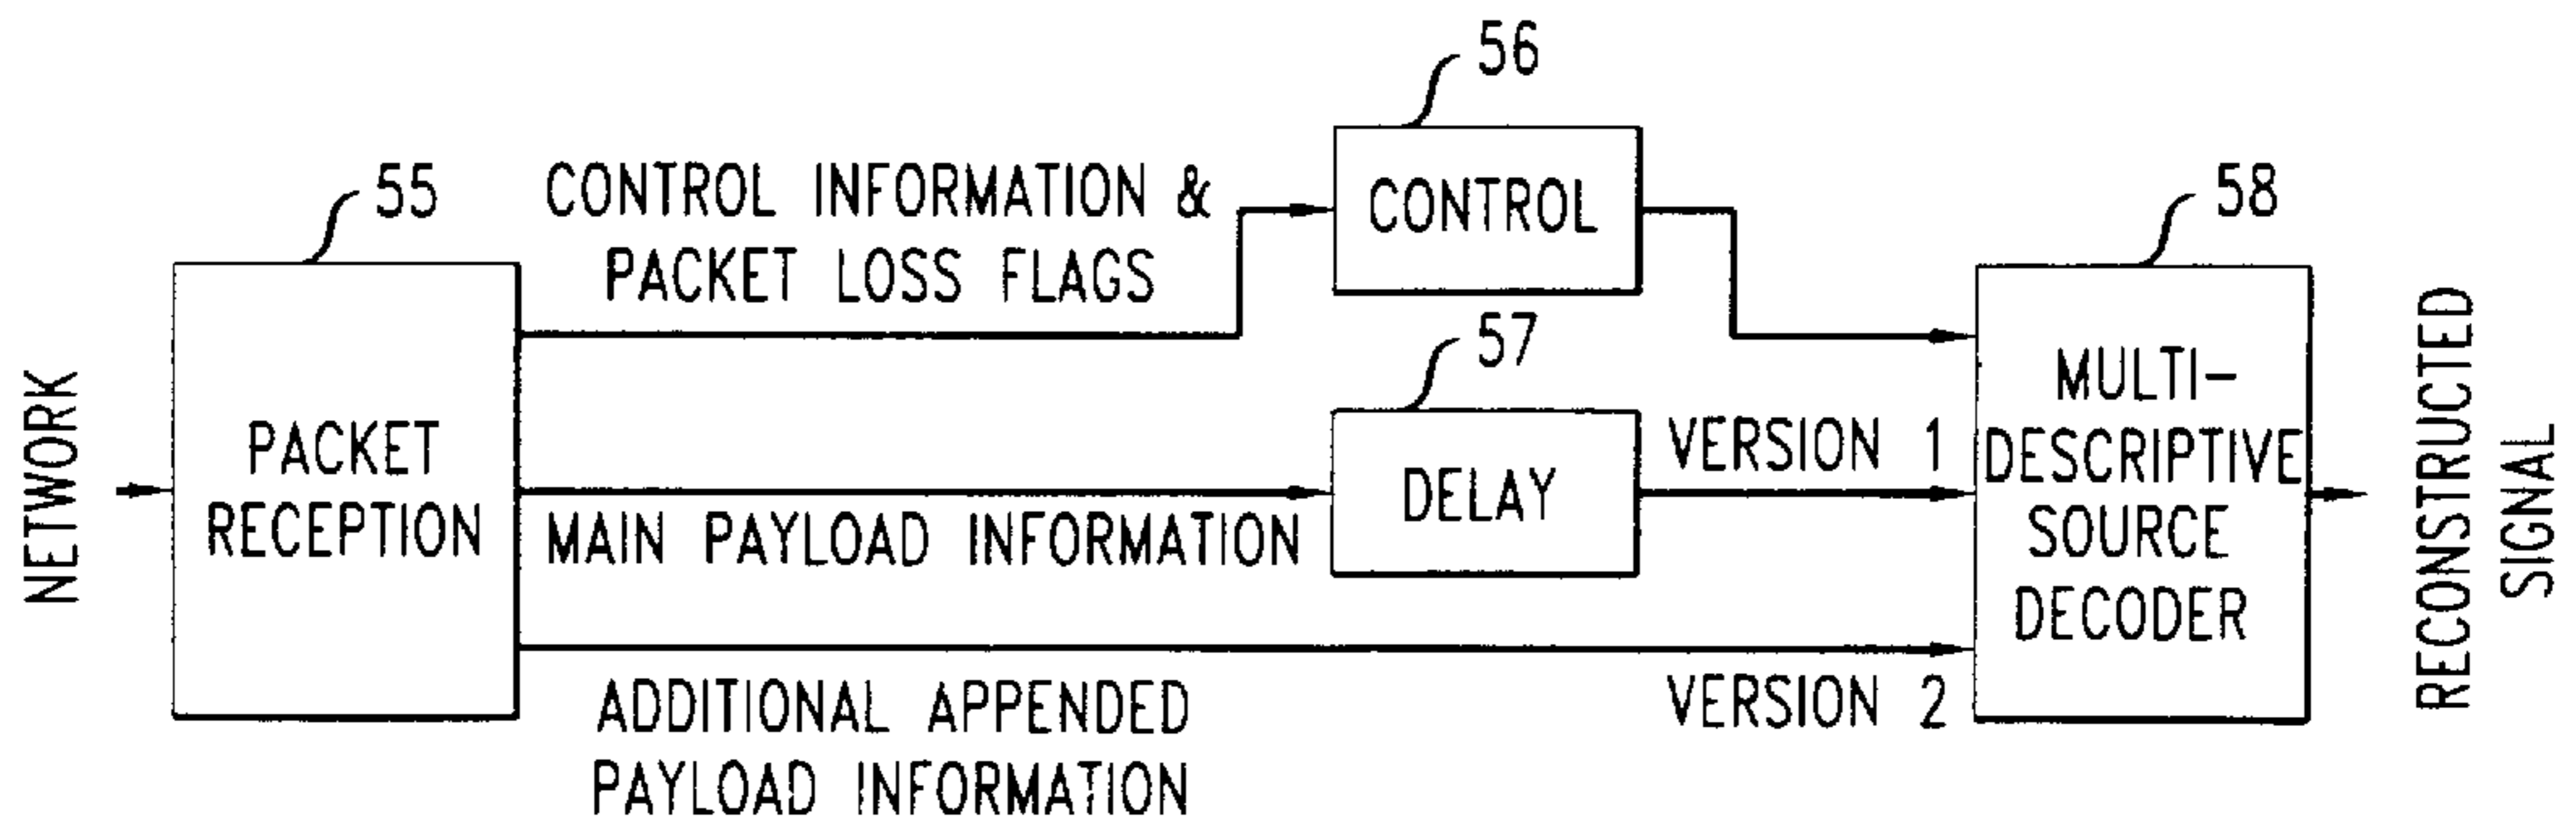 NETWORK
55
PACKET
RECEPTION
CONTROL INFORMATION &
PACKET LOSS FLAGS
MAIN PAYLOAD INFORMATION
ADDITIONAL APPENDED
PAYLOAD INFORMATION
56
CONTROL
57
DELAY
VERSION 1
VERSION 2
58
MULTI-
DESCRIPTIVE
SOURCE
DECODER
RECONSTRUCTED
SIGNAL